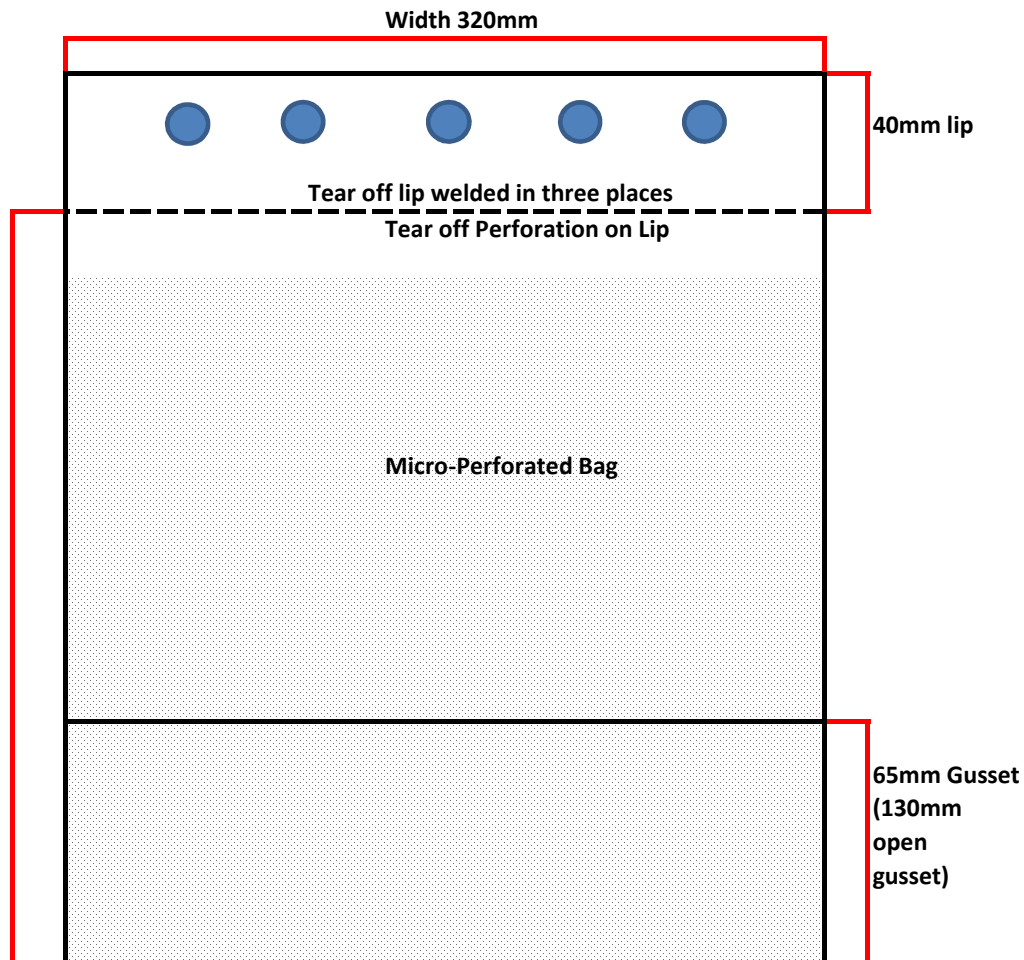 Width 320mm
40mm lip
Tear off lip welded in three places
Tear off Perforation on Lip
Micro-Perforated Bag
65mm Gusset
(130mm
open
gusset)